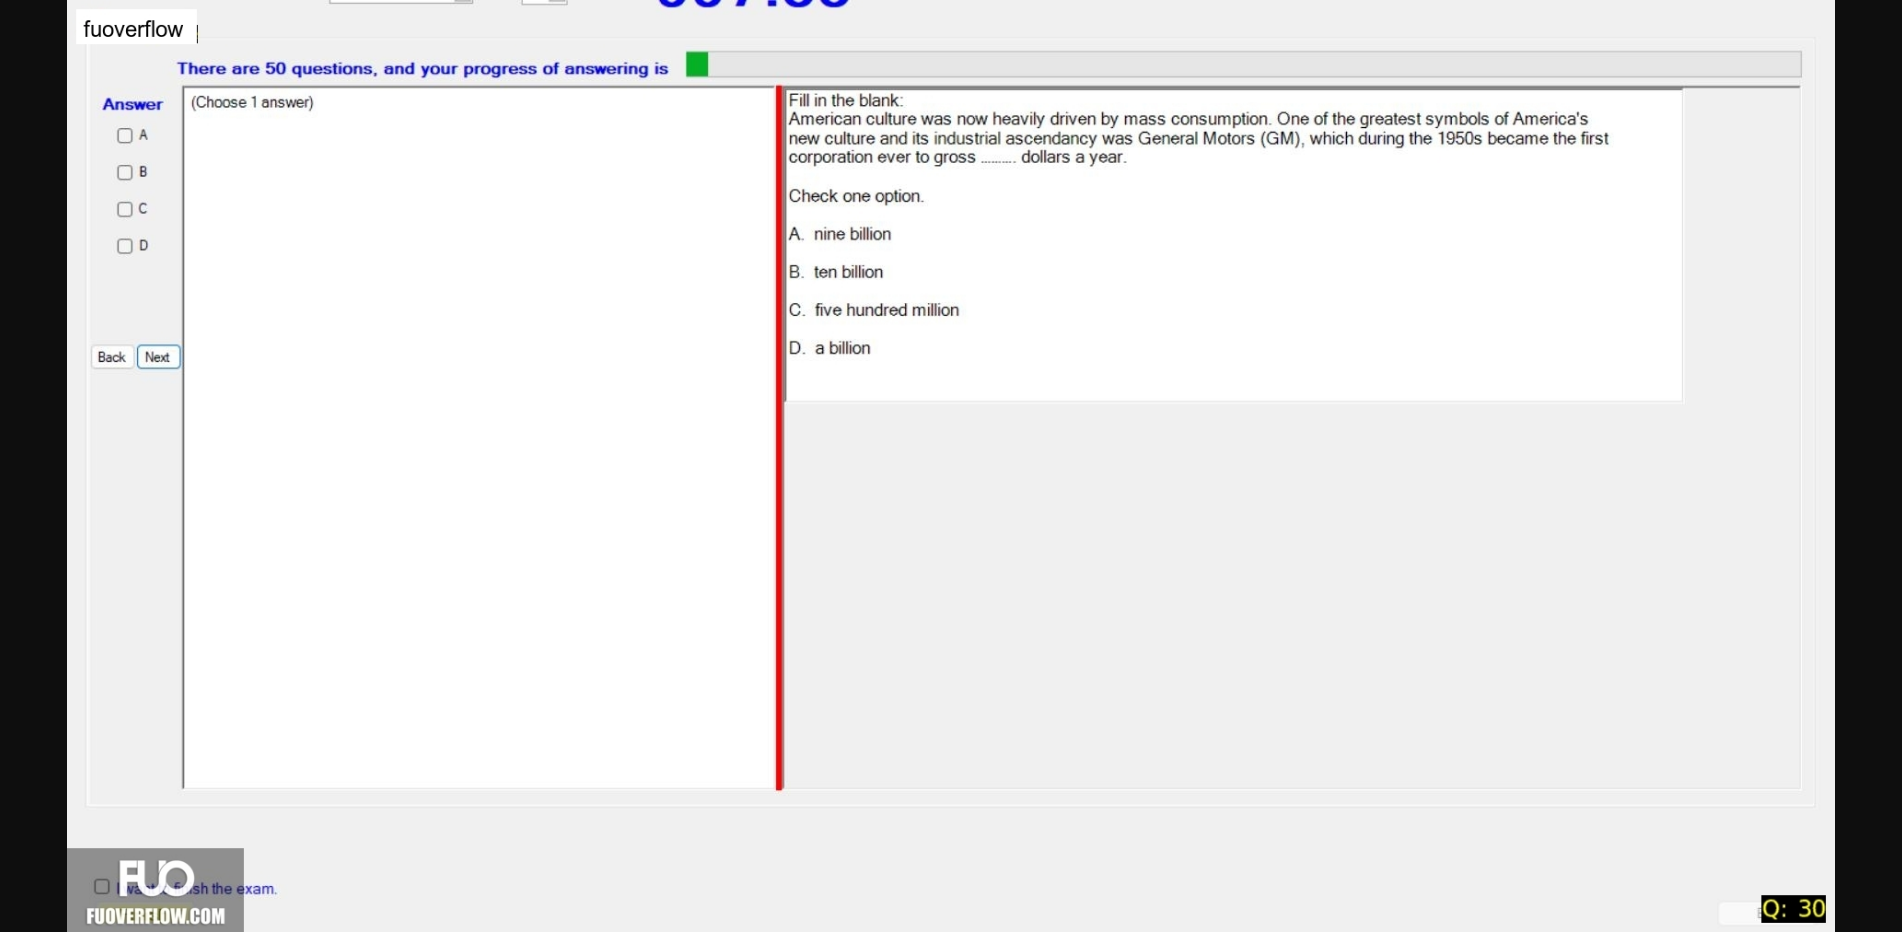 fuoverflow
There are 50 questions, and your progress of answering is
Answer
(Choose 1 answer)
A
B
C
D
Back Next
Fill in the blank:
American culture was now heavily driven by mass consumption. One of the greatest symbols of America's
new culture and its industrial ascendancy was General Motors (GM), which during the 1950s became the first
corporation ever to gross .......... dollars a year.
Check one option.
A. nine billion
B. ten billion
C. five hundred million
D. a billion
I want finish the exam.
FUO
FUOVERFLOW.COM
Q: 30